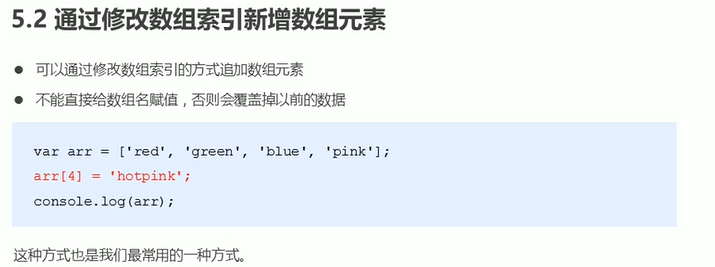 5.2 通过修改数组索引新增数组元素
● 可以通过修改数组索引的方式追加数组元素
● 不能直接给数组名赋值，否则会覆盖掉以前的数据
var arr = ['red', 'green', 'blue', 'pink'];
arr[4] = 'hotpink';
console.log(arr);
这种方式也是我们最常用的一种方式。